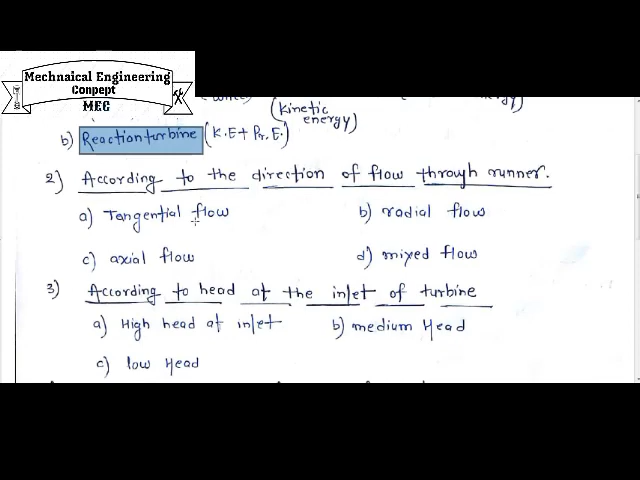 Mechnaical Engineering
Conpept
MEC
(Kinetic
energy)
b) Reaction turbine (K.E + Pr. E.)
2) According to the direction of flow through runner.
a) Tangential flow b) radial flow
c) axial flow d) mixed flow
3) According to head at the inlet of turbine
a) High head at inlet b) medium Head
c) low Head